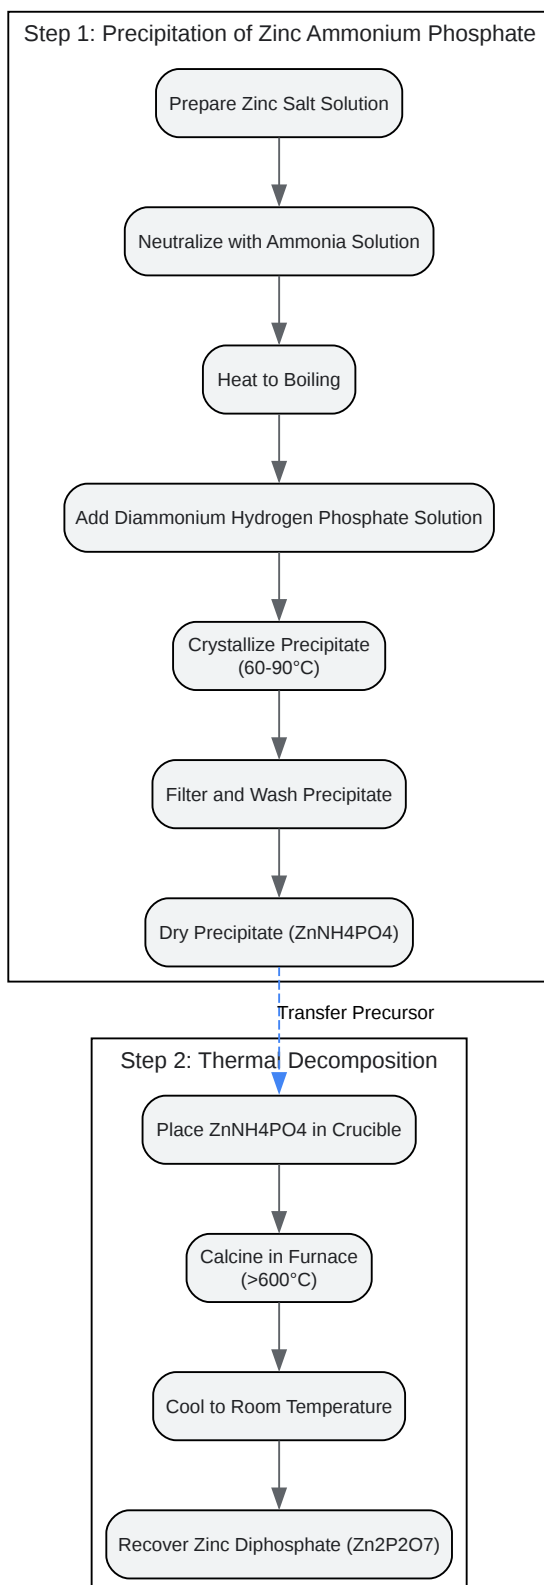 Step 1: Precipitation of Zinc Ammonium Phosphate
Prepare Zinc Salt Solution
Neutralize with Ammonia Solution
Heat to Boiling
Add Diammonium Hydrogen Phosphate Solution
Crystallize Precipitate
(60-90°C)
Filter and Wash Precipitate
Dry Precipitate (ZnNH4PO4)
Transfer Precursor
Step 2: Thermal Decomposition
Place ZnNH4PO4 in Crucible
Calcine in Furnace
(>600°C)
Cool to Room Temperature
Recover Zinc Diphosphate (Zn2P2O7)